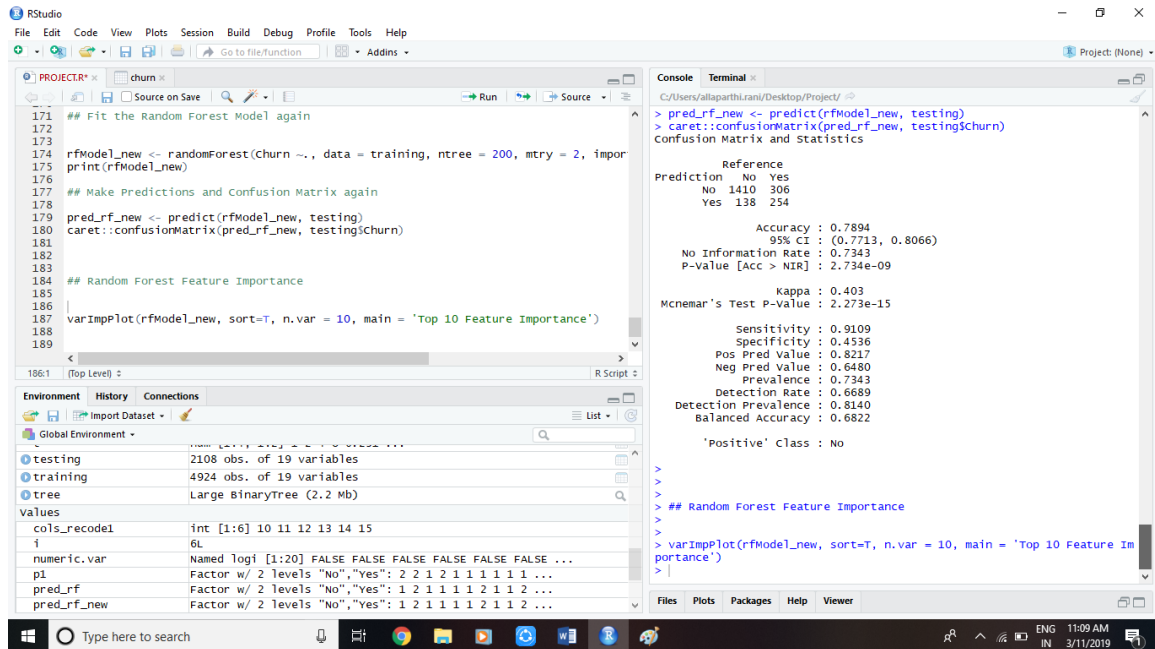 RStudio
File Edit Code View Plots Session Build Debug Profile Tools Help
Go to file/function Addins Project: (None)
PROJECT.R* churn
Source on Save Run Source
171 ## Fit the Random Forest Model again
172
173
174 rfModel_new <- randomForest(Churn ~., data = training, ntree = 200, mtry = 2, impor
175 print(rfModel_new)
176
177 ## Make Predictions and Confusion Matrix again
178
179 pred_rf_new <- predict(rfModel_new, testing)
180 caret::confusionMatrix(pred_rf_new, testing$Churn)
181
182
183
184 ## Random Forest Feature Importance
185
186
187 varImpPlot(rfModel_new, sort=T, n.var = 10, main = 'Top 10 Feature Importance')
188
189
186:1 (Top Level) R Script
Environment History Connections
Import Dataset List
Global Environment
testing 2108 obs. of 19 variables
training 4924 obs. of 19 variables
tree Large BinaryTree (2.2 Mb)
Values
cols_recode1 int [1:6] 10 11 12 13 14 15
i 6L
numeric.var Named logi [1:20] FALSE FALSE FALSE FALSE FALSE FALSE ...
p1 Factor w/ 2 levels "No","Yes": 2 2 1 2 1 1 1 1 1 1 ...
pred_rf Factor w/ 2 levels "No","Yes": 1 2 1 1 1 1 2 1 1 2 ...
pred_rf_new Factor w/ 2 levels "No","Yes": 1 2 1 1 1 1 2 1 1 2 ...
Console Terminal
C:/Users/allaparthi.rani/Desktop/Project/
> pred_rf_new <- predict(rfModel_new, testing)
> caret::confusionMatrix(pred_rf_new, testing$Churn)
Confusion Matrix and Statistics
Reference
Prediction No Yes
No 1410 306
Yes 138 254
Accuracy : 0.7894
95% CI : (0.7713, 0.8066)
No Information Rate : 0.7343
P-Value [Acc > NIR] : 2.734e-09
Kappa : 0.403
Mcnemar's Test P-Value : 2.273e-15
Sensitivity : 0.9109
Specificity : 0.4536
Pos Pred Value : 0.8217
Neg Pred Value : 0.6480
Prevalence : 0.7343
Detection Rate : 0.6689
Detection Prevalence : 0.8140
Balanced Accuracy : 0.6822
'Positive' Class : No
>
>
>
> ## Random Forest Feature Importance
>
>
> varImpPlot(rfModel_new, sort=T, n.var = 10, main = 'Top 10 Feature Im
portance')
>
Files Plots Packages Help Viewer
Type here to search
ENG 11:09 AM
IN 3/11/2019
1